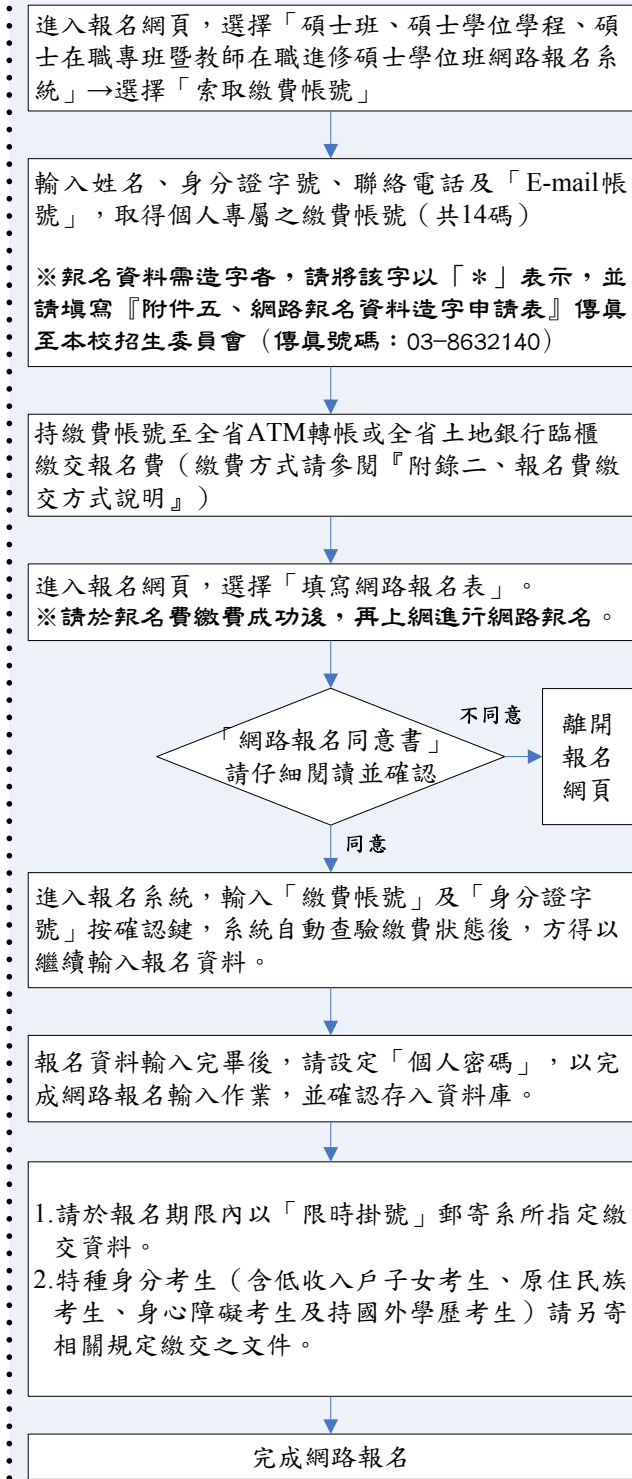 進入報名網頁，選擇「碩士班、碩士學位學程、碩
士在職專班暨教師在職進修碩士學位班網路報名系
統」→選擇「索取繳費帳號」
輸入姓名、身分證字號、聯絡電話及「E-mail帳
號」，取得個人專屬之繳費帳號（共14碼）
※報名資料需造字者，請將該字以「＊」表示，並
請填寫『附件五、網路報名資料造字申請表』傳真
至本校招生委員會（傳真號碼：03-8632140）
持繳費帳號至全省ATM轉帳或全省土地銀行臨櫃
繳交報名費（繳費方式請參閱『附錄二、報名費繳
交方式說明』）
進入報名網頁，選擇「填寫網路報名表」。
※請於報名費繳費成功後，再上網進行網路報名。
「網路報名同意書」
請仔細閱讀並確認
不同意
離開
報名
網頁
同意
進入報名系統，輸入「繳費帳號」及「身分證字
號」按確認鍵，系統自動查驗繳費狀態後，方得以
繼續輸入報名資料。
報名資料輸入完畢後，請設定「個人密碼」，以完
成網路報名輸入作業，並確認存入資料庫。
1.請於報名期限內以「限時掛號」郵寄系所指定繳
交資料。
2.特種身分考生（含低收入戶子女考生、原住民族
考生、身心障礙考生及持國外學歷考生）請另寄
相關規定繳交之文件。
完成網路報名